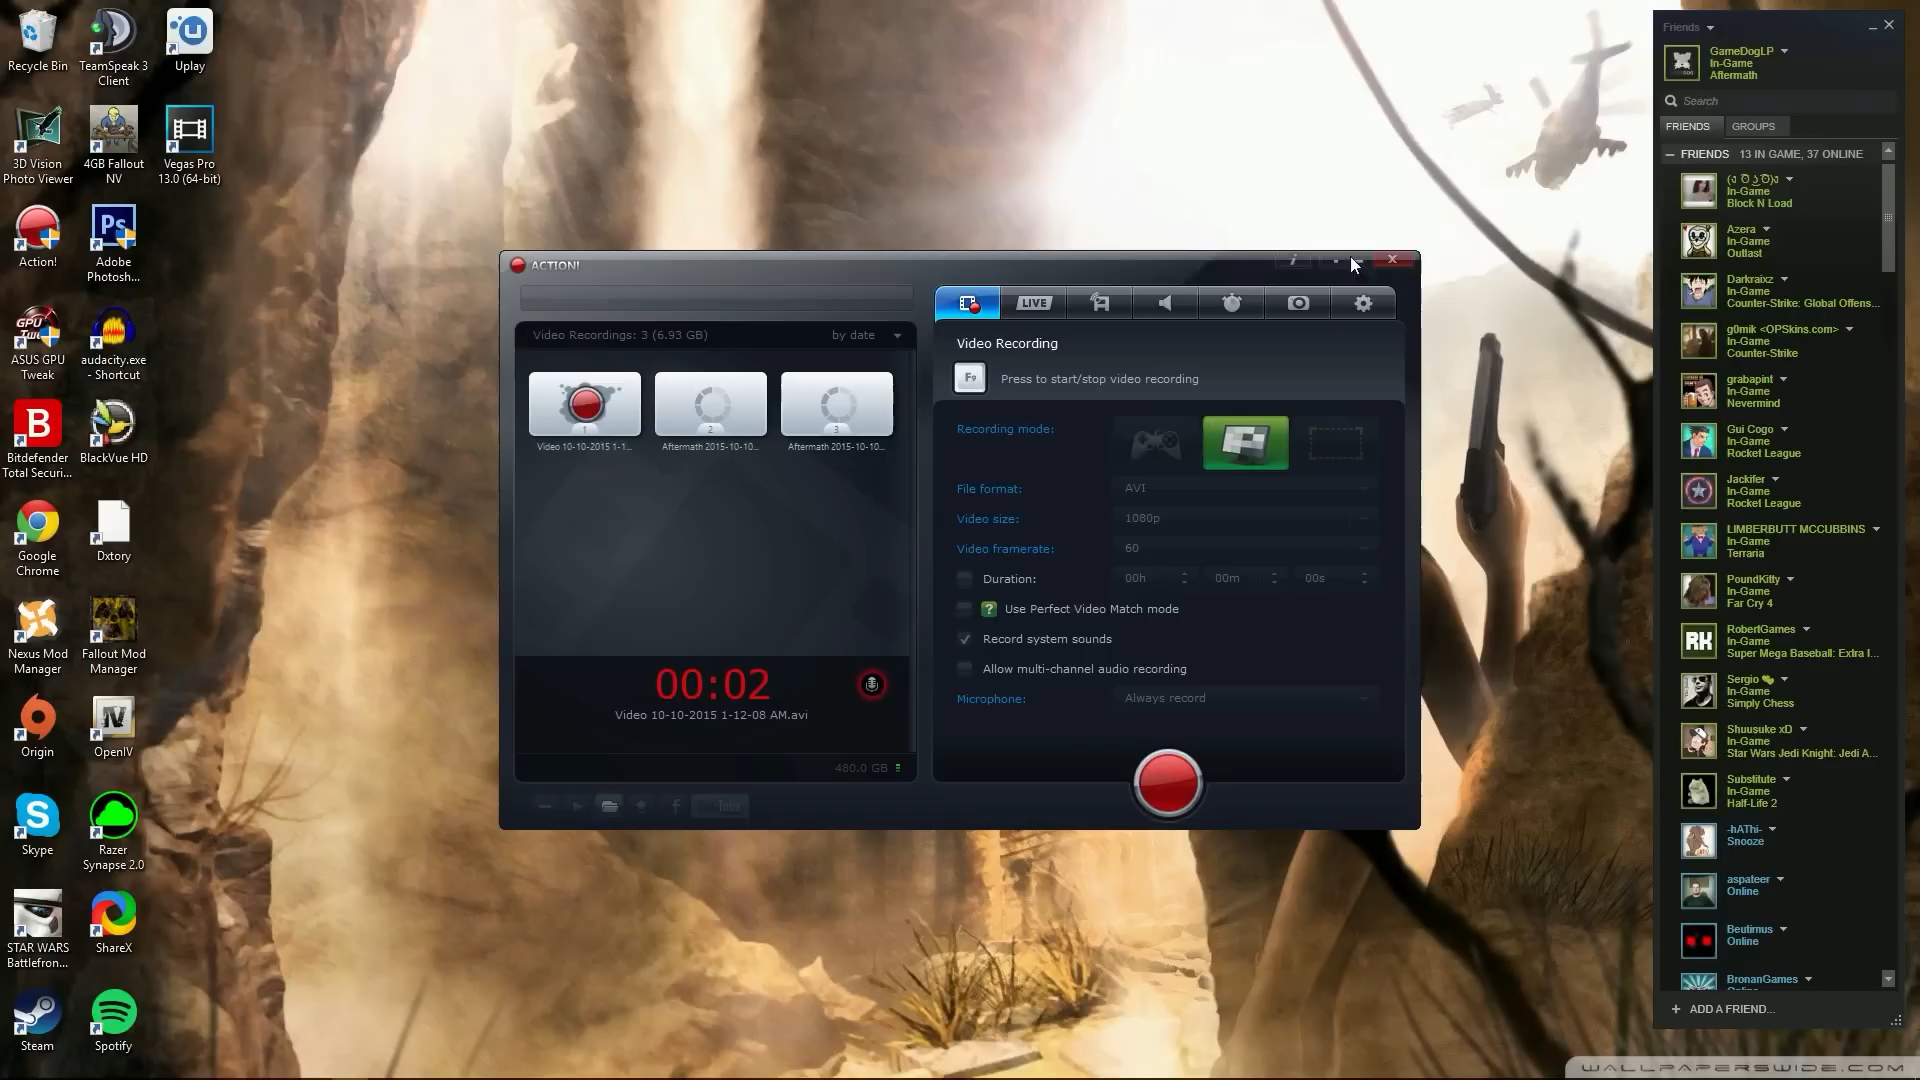 Recycle Bin
TeamSpeak 3
Client
Uplay
3D Vision
Photo Viewer
4GB Fallout
NV
Vegas Pro
13.0 (64-bit)
Action!
Ps
Adobe
Photosh...
GPU
Tweak
ASUS GPU
Tweak
audacity.exe
- Shortcut
B
Bitdefender
Total Securi...
BlackVue HD
Google
Chrome
Dxtory
Nexus Mod
Manager
Fallout Mod
Manager
Origin
OpenIV
Skype
Razer
Synapse 2.0
STAR WARS
Battlefron...
ShareX
Steam
Spotify
ACTION!
Video Recordings: 3 (6.93 GB)
by date
1
2
3
Video 10-10-2015 1-1...
Aftermath 2015-10-10...
Aftermath 2015-10-10...
00:02
Video 10-10-2015 1-12-08 AM.avi
480.0 GB
LIVE
Video Recording
F9
Press to start/stop video recording
Recording mode:
File format:
AVI
Video size:
1080p
Video framerate:
60
Duration:
00h
00m
00s
? Use Perfect Video Match mode
Record system sounds
Allow multi-channel audio recording
Microphone:
Always record
Friends
GameDogLP
In-Game
Aftermath
Search
FRIENDS
GROUPS
FRIENDS 13 IN GAME, 37 ONLINE
In-Game
Block N Load
Azera
In-Game
Outlast
Darkraixz
In-Game
Counter-Strike: Global Offens...
g0mik <OPSkins.com>
In-Game
Counter-Strike
grabapint
In-Game
Nevermind
Gui Cogo
In-Game
Rocket League
Jackifer
In-Game
Rocket League
LIMBERBUTT MCCUBBINS
In-Game
Terraria
PoundKitty
In-Game
Far Cry 4
RK
RobertGames
In-Game
Super Mega Baseball: Extra I...
Sergio
In-Game
Simply Chess
Shuusuke xD
In-Game
Star Wars Jedi Knight: Jedi A...
Substitute
In-Game
Half-Life 2
-hAThi-
Snooze
aspateer
Online
Beutimus
Online
BronanGames
Online
+ ADD A FRIEND...
WALLPAPERSWIDE.COM